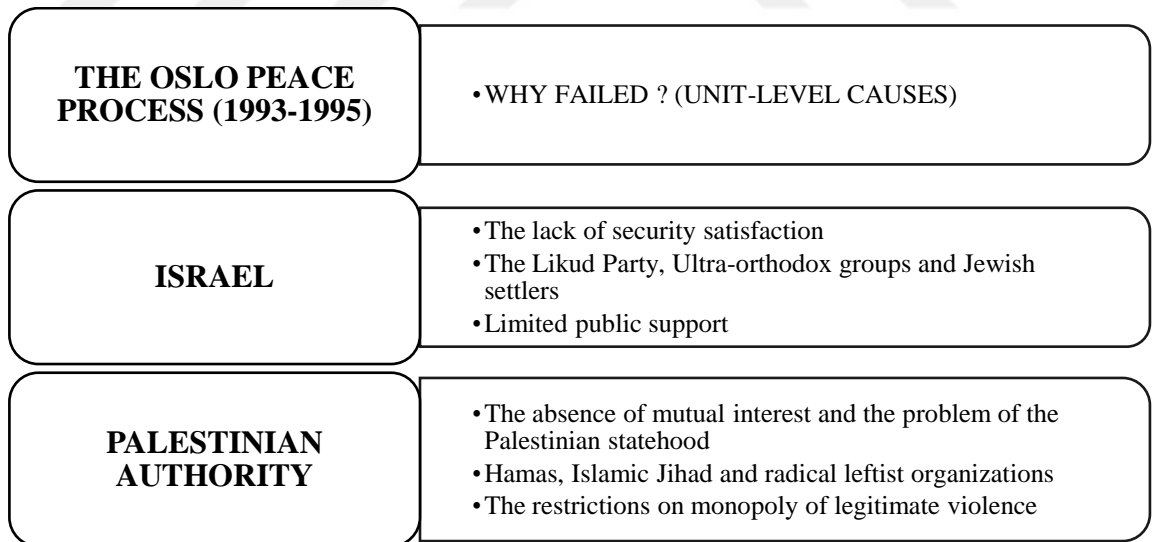 THE OSLO PEACE
PROCESS (1993-1995)
•WHY FAILED ? (UNIT-LEVEL CAUSES)
ISRAEL
•The lack of security satisfaction
•The Likud Party, Ultra-orthodox groups and Jewish
settlers
•Limited public support
PALESTINIAN
AUTHORITY
•The absence of mutual interest and the problem of the
Palestinian statehood
•Hamas, Islamic Jihad and radical leftist organizations
•The restrictions on monopoly of legitimate violence